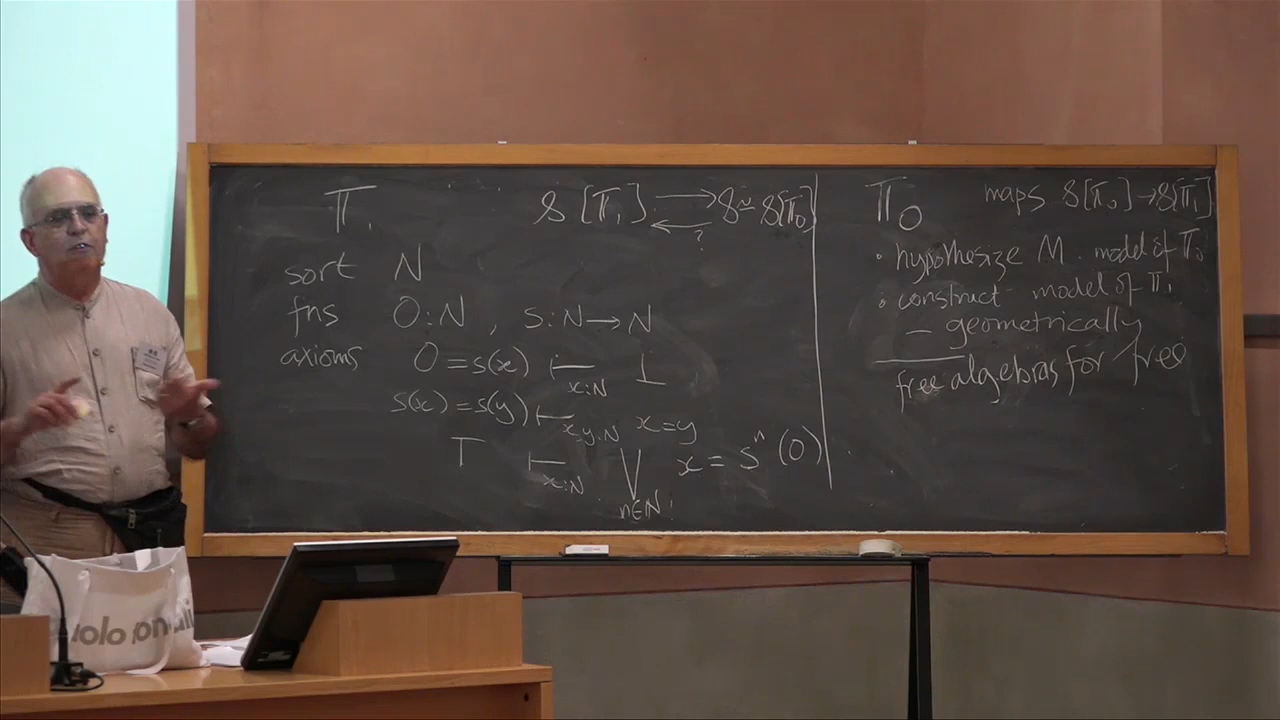 𝕋₁
S[𝕋₁] ⟶ S ≃ S[𝕋₀]
⟵
?
sort N
fns 0:N , s:N→N
axioms 0 = s(x) ⊢ x:N ⊥
s(x) = s(y) ⊢ x,y:N x=y
⊤ ⊢ x:N ⋁ n∈ℕ x = sⁿ(0)
𝕋₀ maps S[𝕋₀]→S[𝕋₁]
· hypothesize M. model of 𝕋₀
· construct model of 𝕋₁
— geometrically
free algebras for free